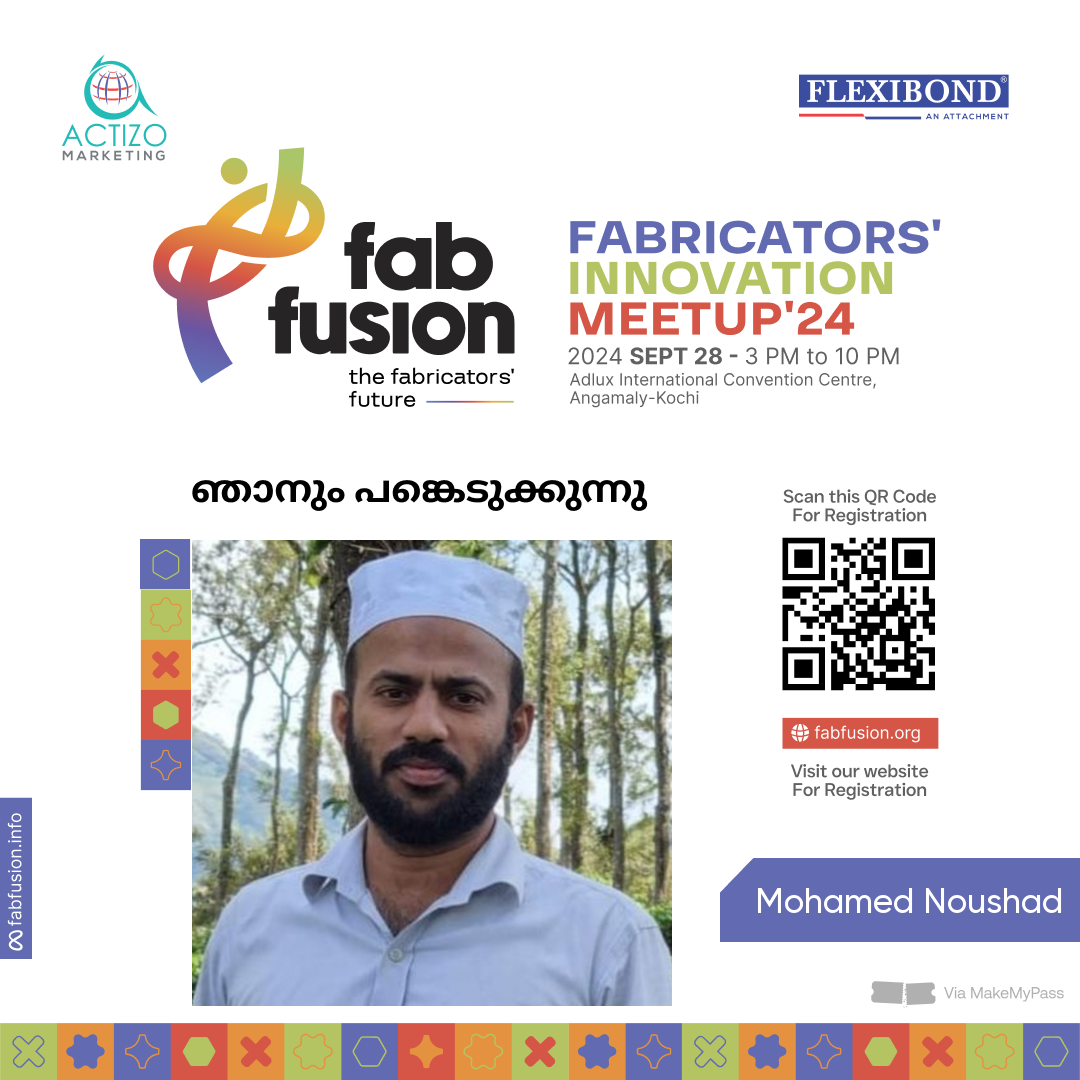 ACTIZO
MARKETING
FLEXIBOND®
AN ATTACHMENT
fab
fusion
the fabricators'
future
FABRICATORS'
INNOVATION
MEETUP'24
2024 SEPT 28 - 3 PM to 10 PM
Adlux International Convention Centre,
Angamaly-Kochi
ഞാനും പങ്കെടുക്കുന്നു
Scan this QR Code
For Registration
fabfusion.org
Visit our website
For Registration
fabfusion.info
Mohamed Noushad
Via MakeMyPass